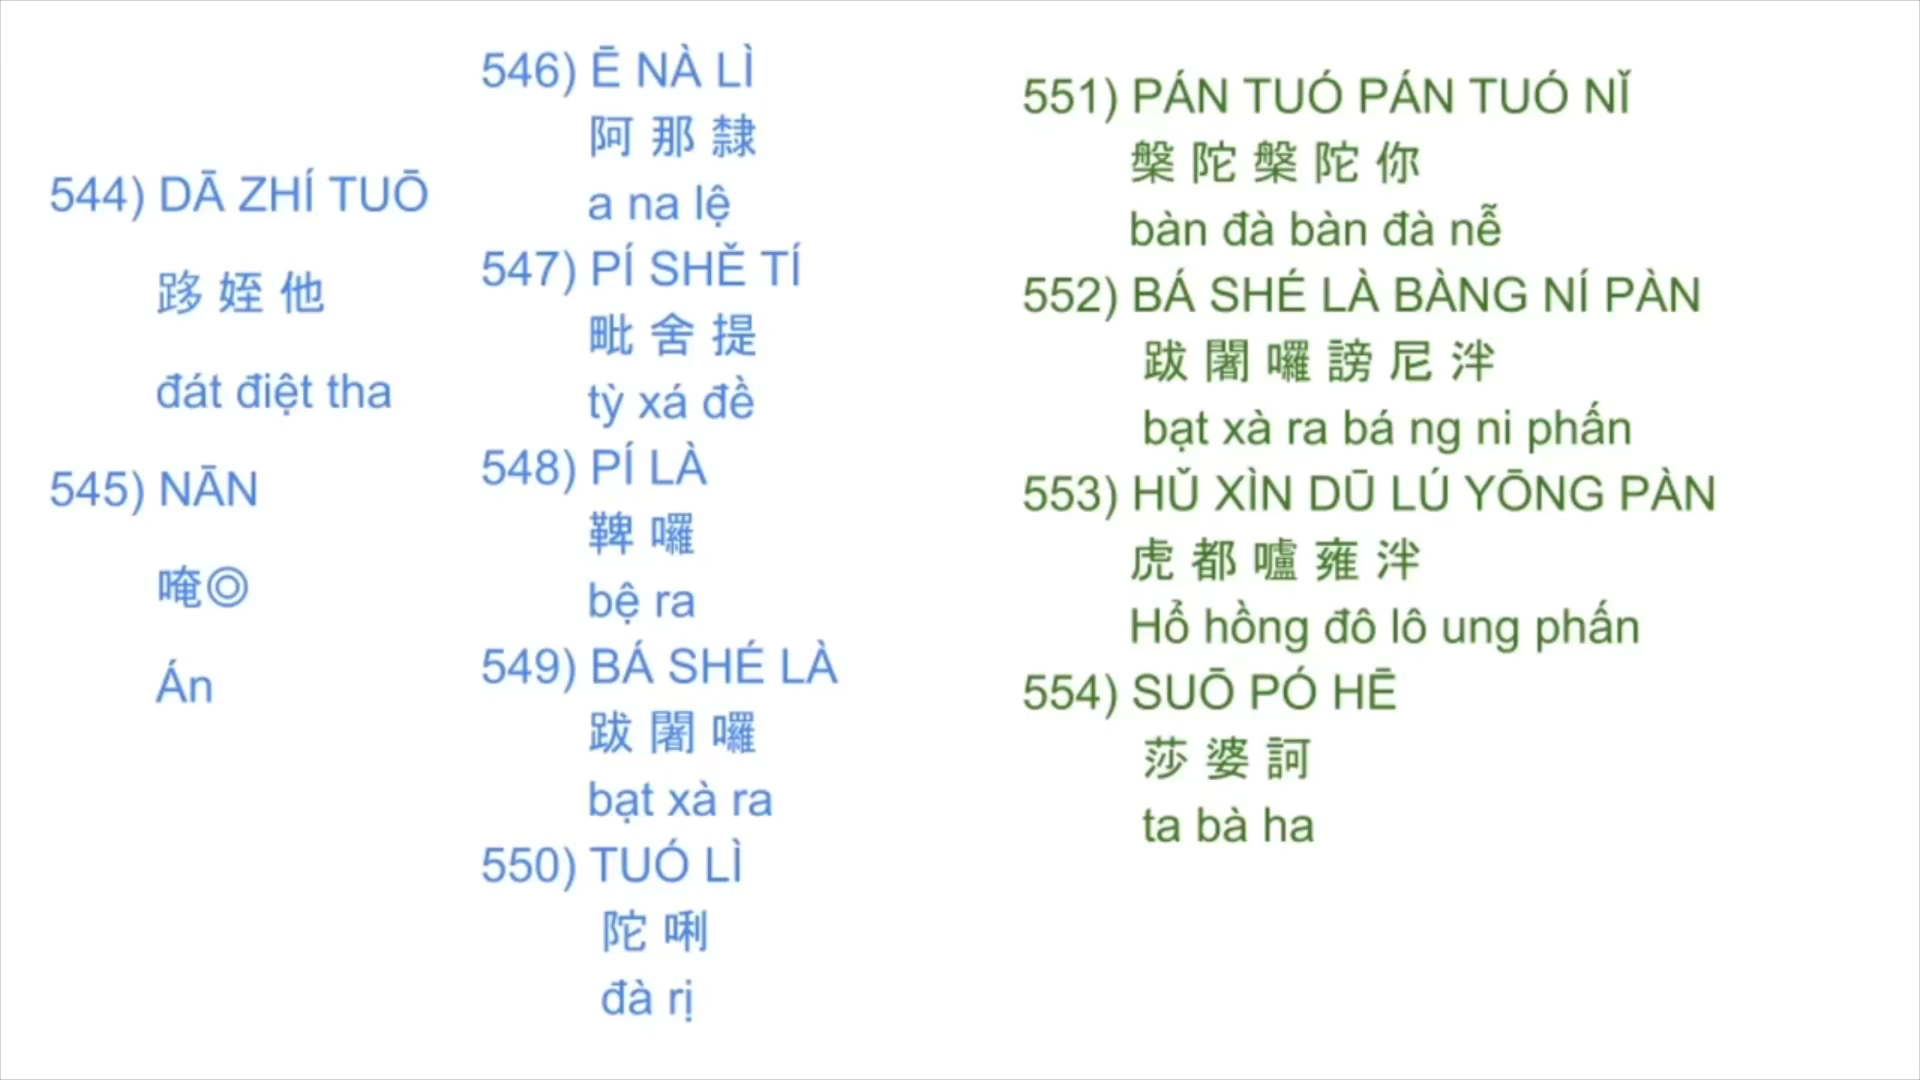 544) DĀ ZHÍ TUŌ
跢 姪 他
đát điệt tha
545) NĀN
唵◎
Án
546) Ē NÀ LÌ
阿 那 隸
a na lệ
547) PÍ SHĚ TÍ
毗 舍 提
tỳ xá đề
548) PÍ LÀ
鞞 囉
bệ ra
549) BÁ SHÉ LÀ
跋 闍 囉
bạt xà ra
550) TUÓ LÌ
陀 唎
đà rị
551) PÁN TUÓ PÁN TUÓ NǏ
槃 陀 槃 陀 你
bàn đà bàn đà nễ
552) BÁ SHÉ LÀ BÀNG NÍ PÀN
跋 闍 囉 謗 尼 泮
bạt xà ra bá ng ni phấn
553) HǓ XÌN DŪ LÚ YŌNG PÀN
虎 都 嚧 雍 泮
Hổ hồng đô lô ung phấn
554) SUŌ PÓ HĒ
莎 婆 訶
ta bà ha